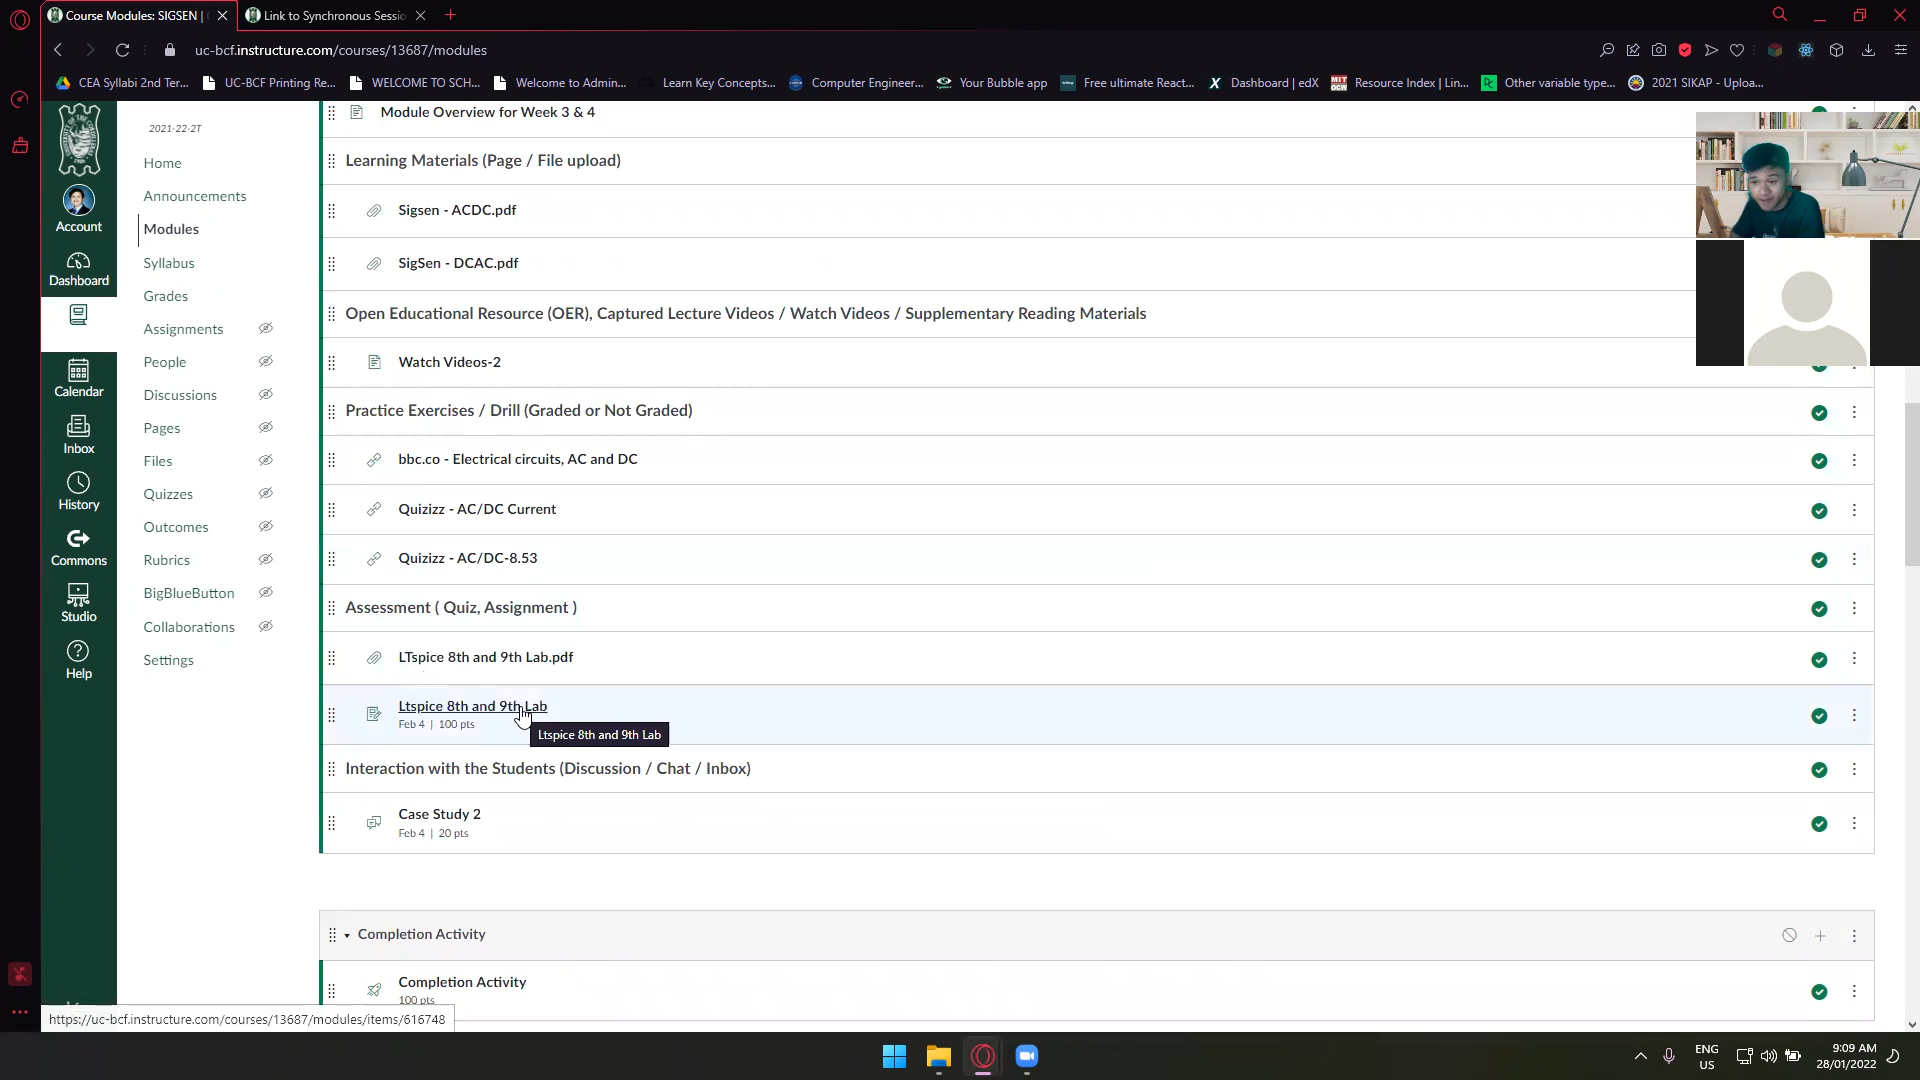 Course Modules: SIGSEN |
Link to Synchronous Sessio
uc-bcf.instructure.com/courses/13687/modules
CEA Syllabi 2nd Ter...
UC-BCF Printing Re...
WELCOME TO SCH...
Welcome to Admin...
Learn Key Concepts...
Computer Engineer...
Your Bubble app
Free ultimate React...
Dashboard | edX
Resource Index | Lin...
Other variable type...
2021 SIKAP - Uploa...
Account
Dashboard
Calendar
Inbox
History
Commons
Studio
Help
2021-22-2T
Home
Announcements
Modules
Syllabus
Grades
Assignments
People
Discussions
Pages
Files
Quizzes
Outcomes
Rubrics
BigBlueButton
Collaborations
Settings
Module Overview for Week 3 & 4
Learning Materials (Page / File upload)
Sigsen - ACDC.pdf
SigSen - DCAC.pdf
Open Educational Resource (OER), Captured Lecture Videos / Watch Videos / Supplementary Reading Materials
Watch Videos-2
Practice Exercises / Drill (Graded or Not Graded)
bbc.co - Electrical circuits, AC and DC
Quizizz - AC/DC Current
Quizizz - AC/DC-8.53
Assessment ( Quiz, Assignment )
LTspice 8th and 9th Lab.pdf
Ltspice 8th and 9th Lab
Feb 4 | 100 pts
Ltspice 8th and 9th Lab
Interaction with the Students (Discussion / Chat / Inbox)
Case Study 2
Feb 4 | 20 pts
Completion Activity
Completion Activity
100 pts
https://uc-bcf.instructure.com/courses/13687/modules/items/616748
ENG
US
9:09 AM
28/01/2022